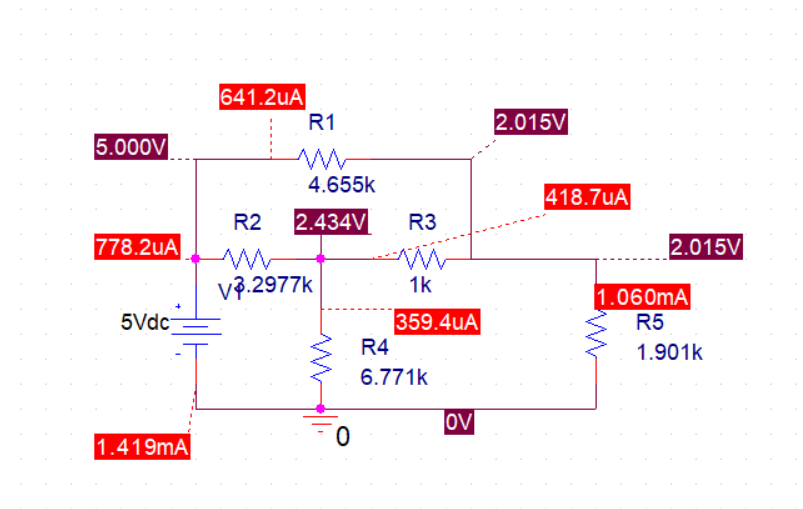 641.2uA
R1
2.015V
5.000V
4.655k
418.7uA
R2
2.434V
R3
778.2uA
2.015V
V1
3.2977k
1k
1.060mA
5Vdc
359.4uA
R5
R4
1.901k
6.771k
0V
0
1.419mA